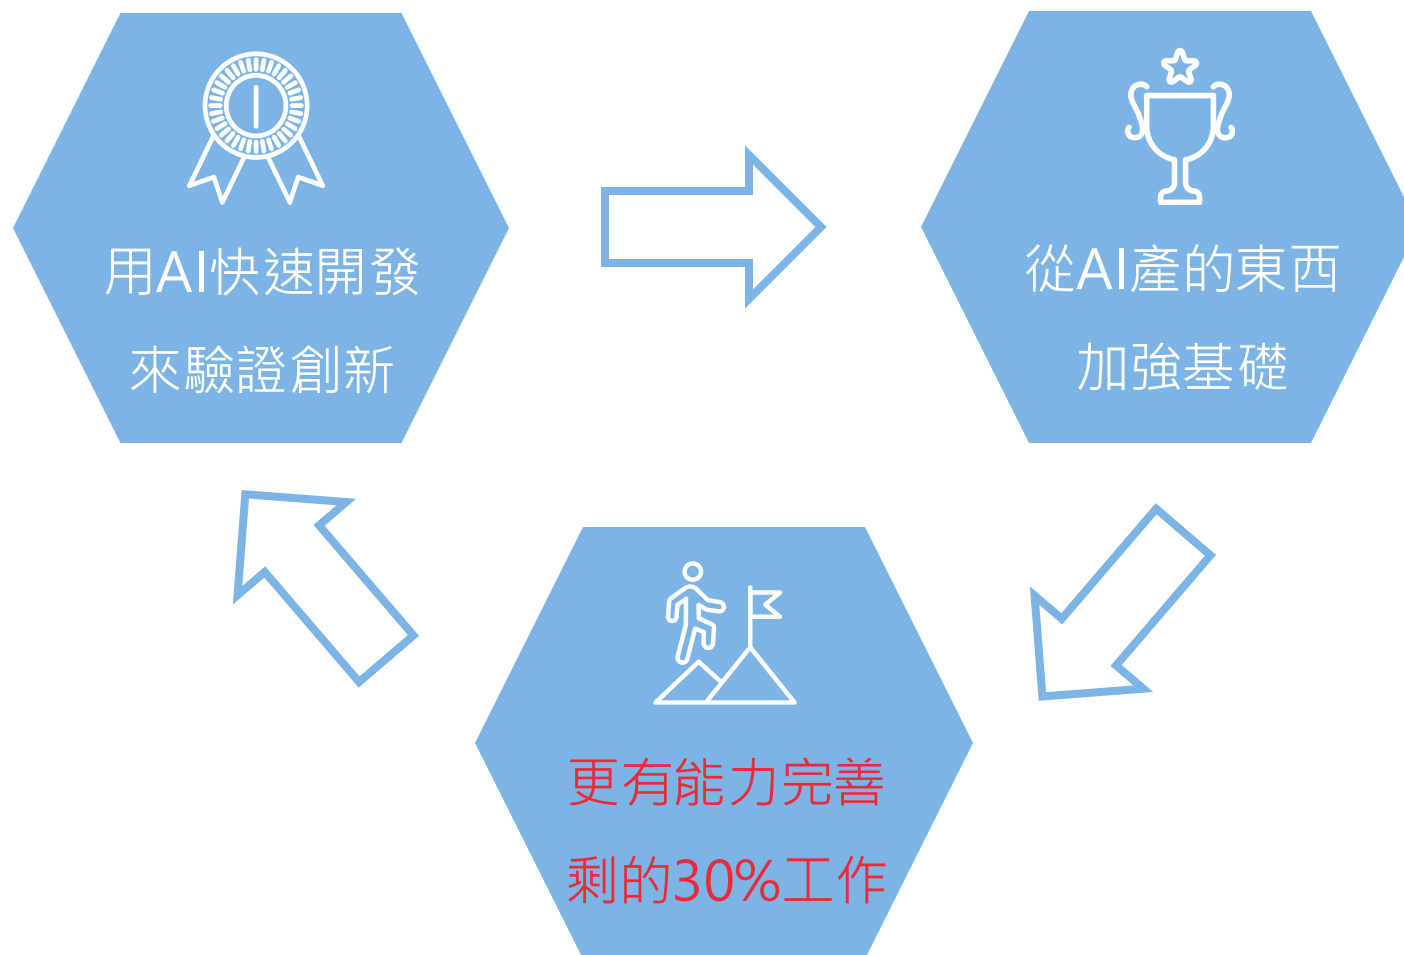 用AI快速開發
來驗證創新
從AI產的東西
加強基礎
更有能力完善
剩的30%工作